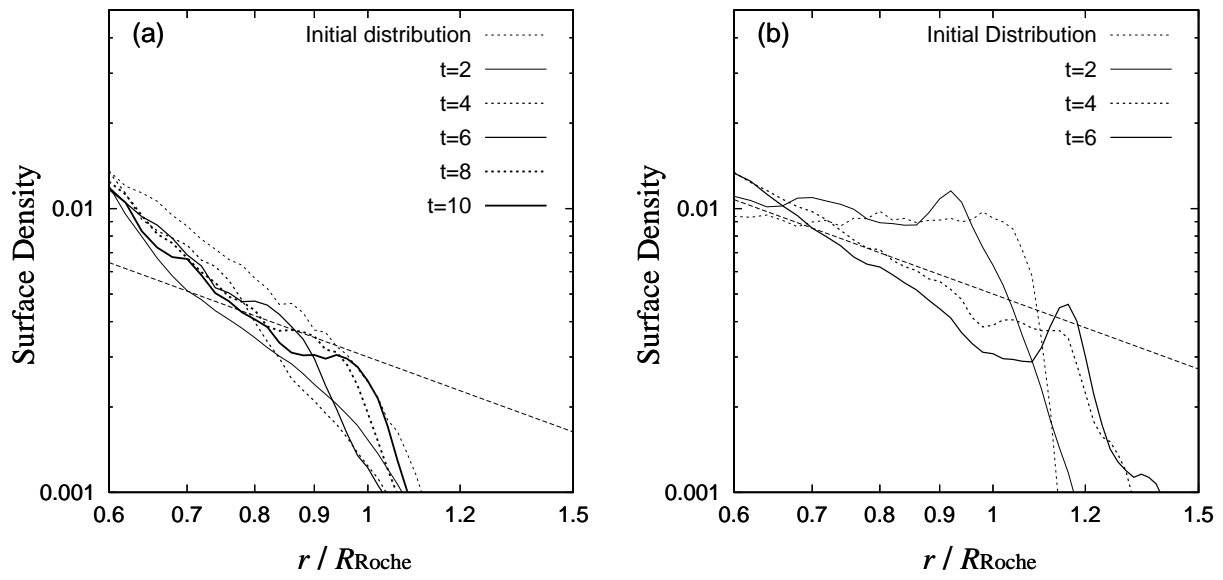 (a)
Initial distribution
t=2
t=4
t=6
t=8
t=10
Surface Density
0.01
0.001
0.6
0.7
0.8
0.9
1
1.2
1.5
r / RRoche
(b)
Initial Distribution
t=2
t=4
t=6
Surface Density
0.01
0.001
0.6
0.7
0.8
0.9
1
1.2
1.5
r / RRoche